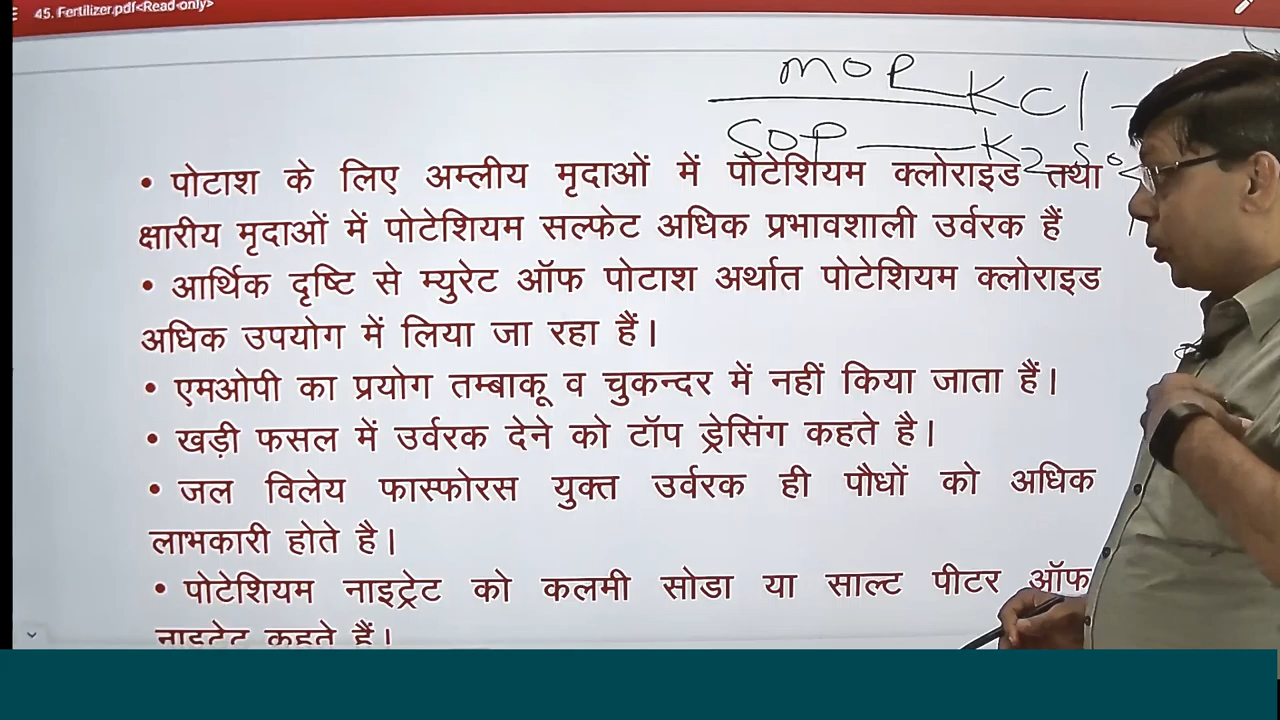 45. Fertilizer.pdf<Read-only>
MOP KCl -
SOP — K2SO4
• पोटाश के लिए अम्लीय मृदाओं में पोटेशियम क्लोराइड तथा
क्षारीय मृदाओं में पोटेशियम सल्फेट अधिक प्रभावशाली उर्वरक हैं
• आर्थिक दृष्टि से म्युरेट ऑफ पोटाश अर्थात पोटेशियम क्लोराइड
अधिक उपयोग में लिया जा रहा हैं।
• एमओपी का प्रयोग तम्बाकू व चुकन्दर में नहीं किया जाता हैं।
• खड़ी फसल में उर्वरक देने को टॉप ड्रेसिंग कहते है।
• जल विलेय फास्फोरस युक्त उर्वरक ही पौधों को अधिक
लाभकारी होते है।
• पोटेशियम नाइट्रेट को कलमी सोडा या साल्ट पीटर ऑफ
नाइट्रेट कहते हैं।